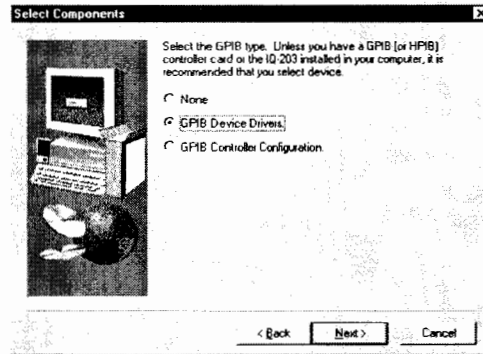 Select Components
Select the GPIB type. Unless you have a GPIB (or HPIB)
controller card or the IQ-203 installed in your computer, it is
recommended that you select device.
None
GPIB Device Drivers.
GPIB Controller Configuration.
< Back
Next >
Cancel